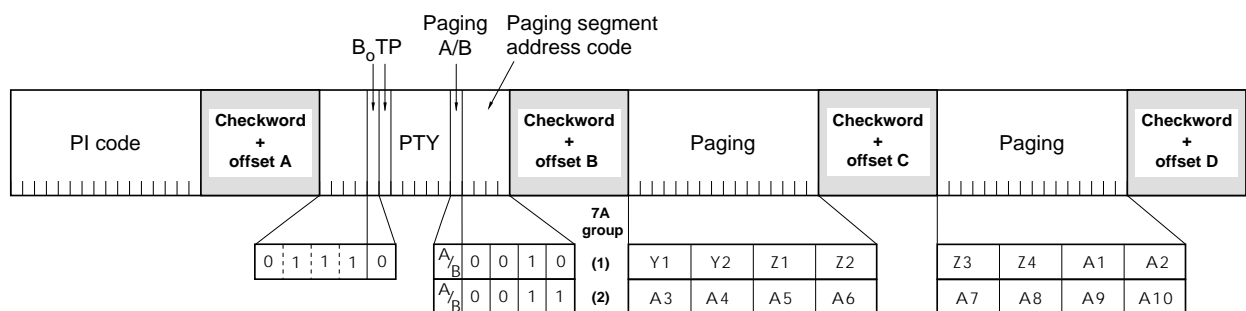 Paging Paging segment
BoTP A/B address code
PI code
Checkword
+
offset A
PTY
Checkword
+
offset B
Paging
Checkword
+
offset C
Paging
Checkword
+
offset D
7A
group
0 1 1 1 0 A/B 0 0 1 0 (1) Y1 Y2 Z1 Z2 Z3 Z4 A1 A2
A/B 0 0 1 1 (2) A3 A4 A5 A6 A7 A8 A9 A10